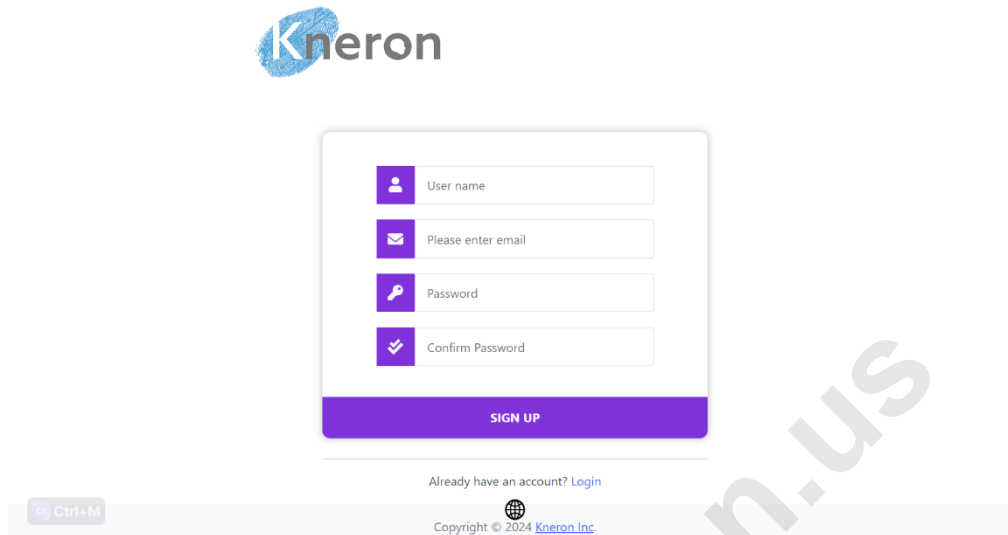 Kneron
User name
Please enter email
Password
Confirm Password
SIGN UP
Already have an account? Login
Ctrl+M
Copyright © 2024 Kneron Inc.
n.us